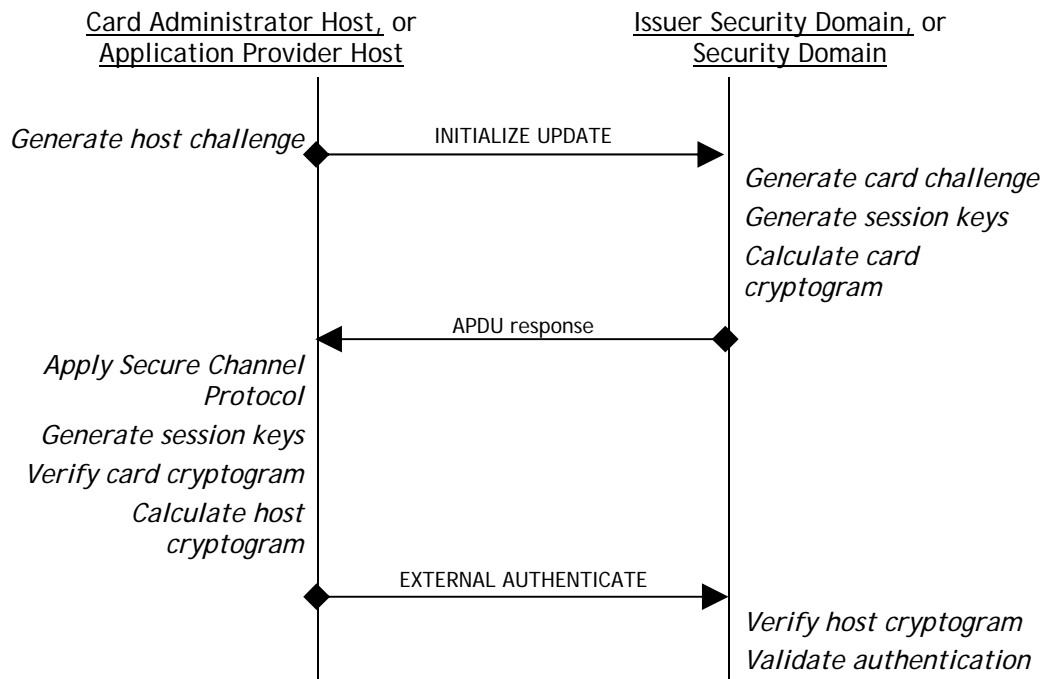 Card Administrator Host, or
Application Provider Host
Issuer Security Domain, or
Security Domain
Generate host challenge
INITIALIZE UPDATE
Generate card challenge
Generate session keys
Calculate card
cryptogram
APDU response
Apply Secure Channel
Protocol
Generate session keys
Verify card cryptogram
Calculate host
cryptogram
EXTERNAL AUTHENTICATE
Verify host cryptogram
Validate authentication